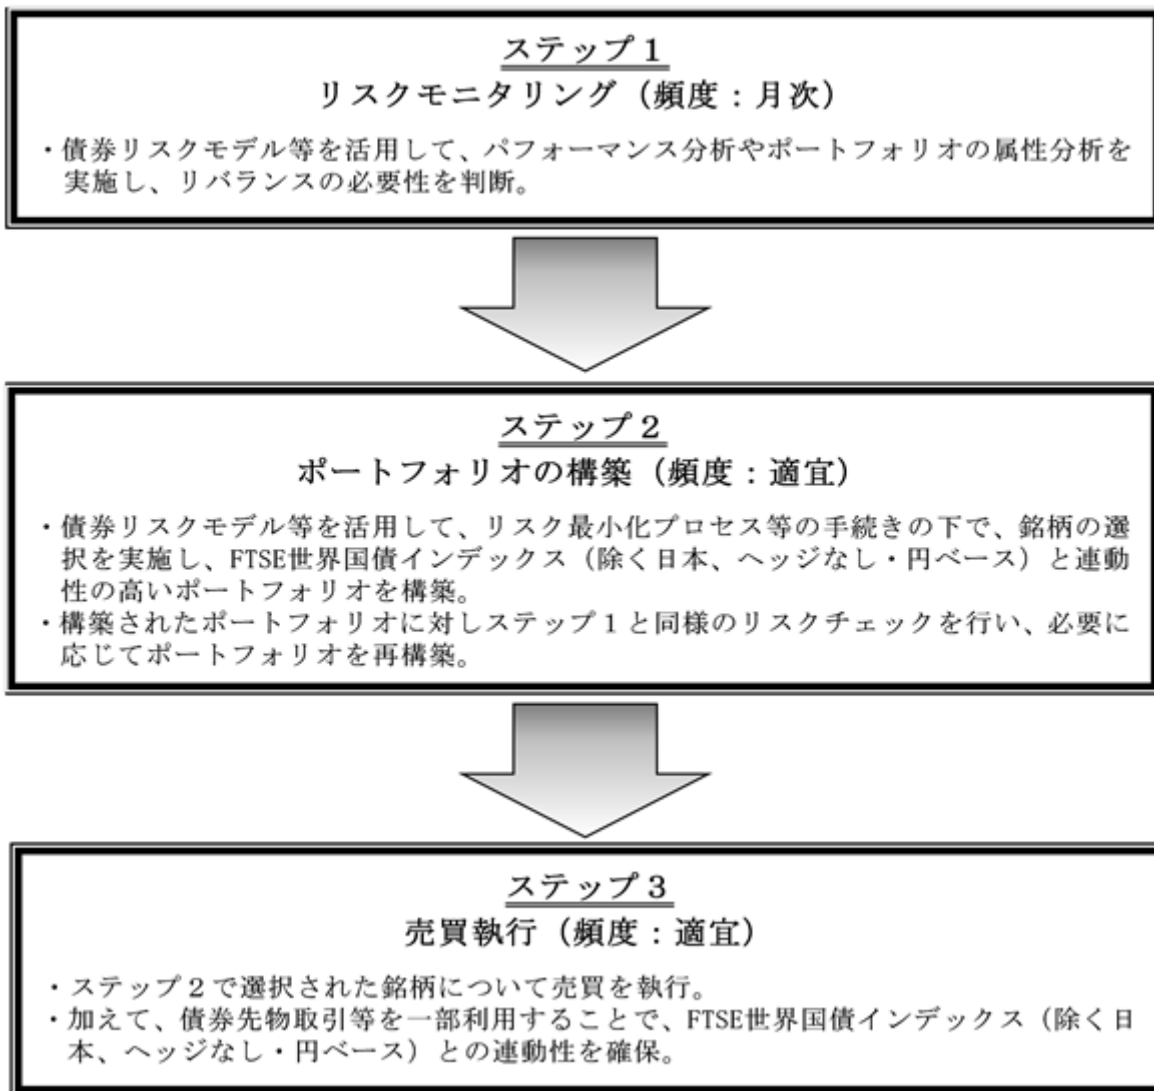 ステップ１
リスクモニタリング（頻度：月次）
・債券リスクモデル等を活用して、パフォーマンス分析やポートフォリオの属性分析を
実施し、リバランスの必要性を判断。
ステップ２
ポートフォリオの構築（頻度：適宜）
・債券リスクモデル等を活用して、リスク最小化プロセス等の手続きの下で、銘柄の選
択を実施し、FTSE世界国債インデックス（除く日本、ヘッジなし・円ベース）と連動
性の高いポートフォリオを構築。
・構築されたポートフォリオに対しステップ１と同様のリスクチェックを行い、必要に
応じてポートフォリオを再構築。
ステップ３
売買執行（頻度：適宜）
・ステップ２で選択された銘柄について売買を執行。
・加えて、債券先物取引等を一部利用することで、FTSE世界国債インデックス（除く日
本、ヘッジなし・円ベース）との連動性を確保。